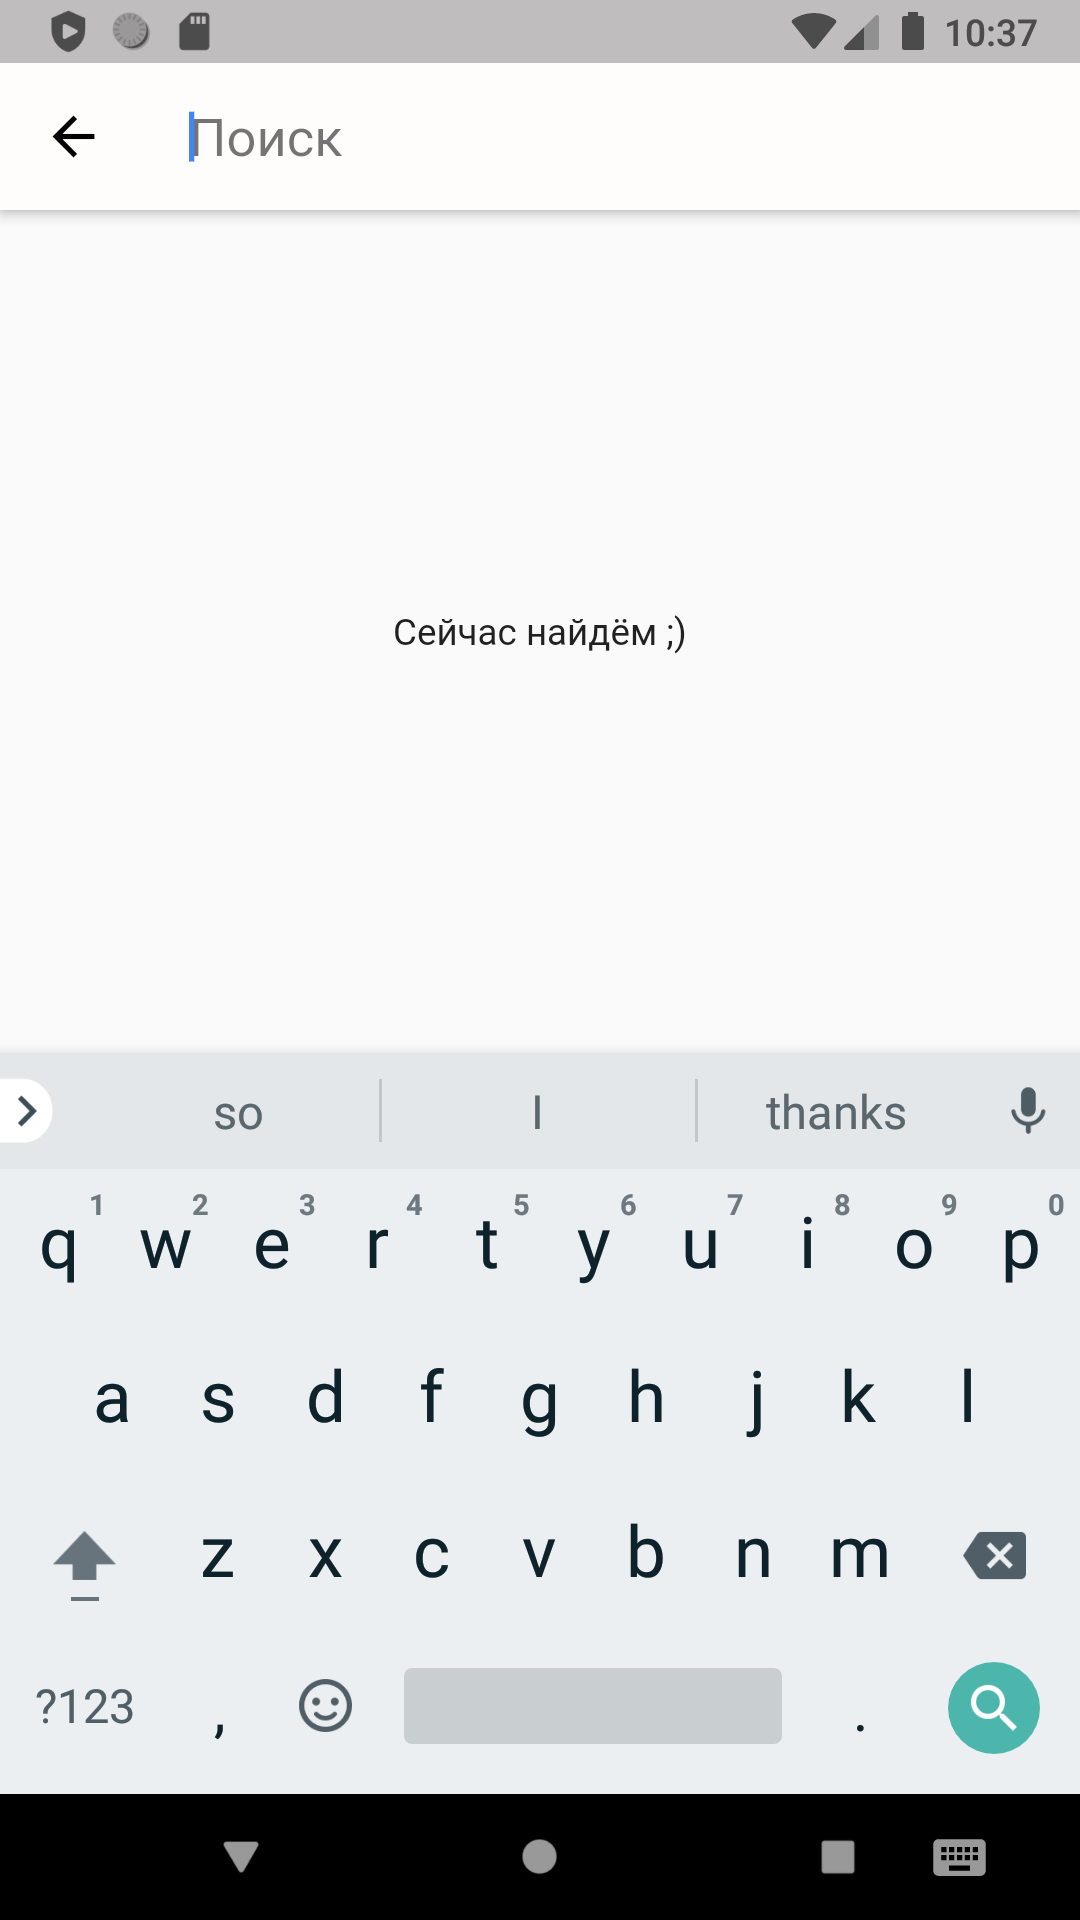 10:37
Поиск
Сейчас найдём ;)
so I thanks
1 2 3 4 5 6 7 8 9 0
q w e r t y u i o p
a s d f g h j k l
z x c v b n m
?123 , .